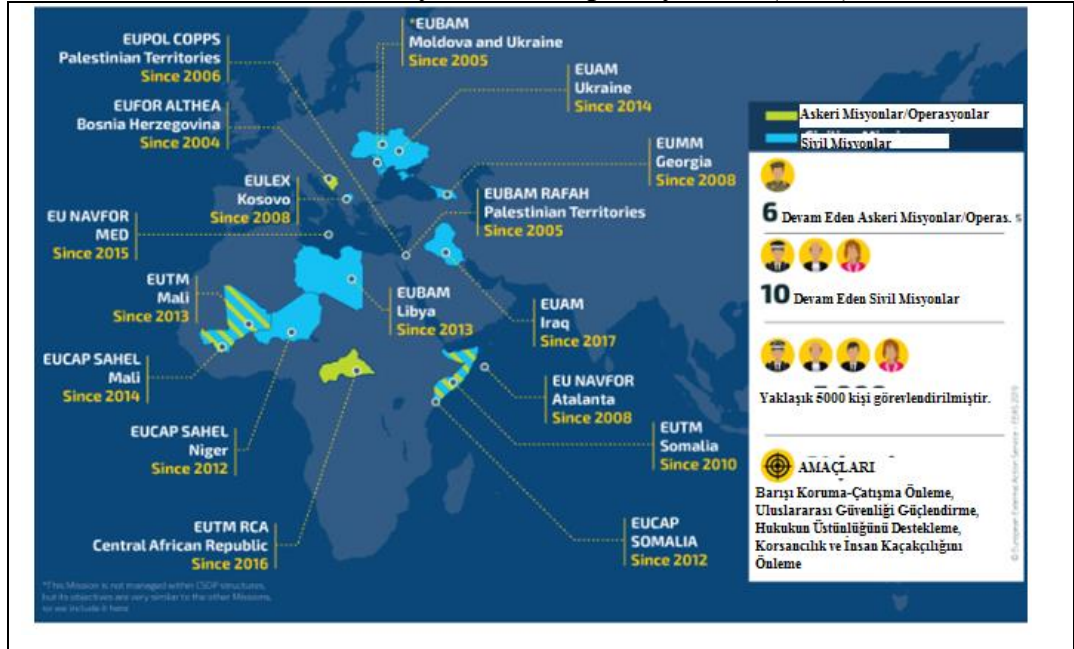 EUPOL COPPS
Palestinian Territories
Since 2006
*EUBAM
Moldova and Ukraine
Since 2005
EUAM
Ukraine
Since 2014
EUFOR ALTHEA
Bosnia Herzegovina
Since 2004
EUMM
Georgia
Since 2008
EULEX
Kosovo
Since 2008
EUBAM RAFAH
Palestinian Territories
Since 2005
EU NAVFOR
MED
Since 2015
EUTM
Mali
Since 2013
EUBAM
Libya
Since 2013
EUAM
Iraq
Since 2017
EUCAP SAHEL
Mali
Since 2014
EU NAVFOR
Atalanta
Since 2008
EUCAP SAHEL
Niger
Since 2012
EUTM
Somalia
Since 2010
EUTM RCA
Central African Republic
Since 2016
EUCAP
SOMALIA
Since 2012
*This Mission is not managed within CSDP structures,
but its objectives are very similar to the other Missions,
so we include it here
Askeri Misyonlar/Operasyonlar
Sivil Misyonlar
6 Devam Eden Askeri Misyonlar/Operas. s
10 Devam Eden Sivil Misyonlar
Yaklaşık 5000 kişi görevlendirilmiştir.
AMAÇLARI
Barışı Koruma-Çatışma Önleme,
Uluslararası Güvenliği Güçlendirme,
Hukukun Üstünlüğünü Destekleme,
Korsancılık ve İnsan Kaçakçılığını
Önleme
© European External Action Service - EEAS 2019